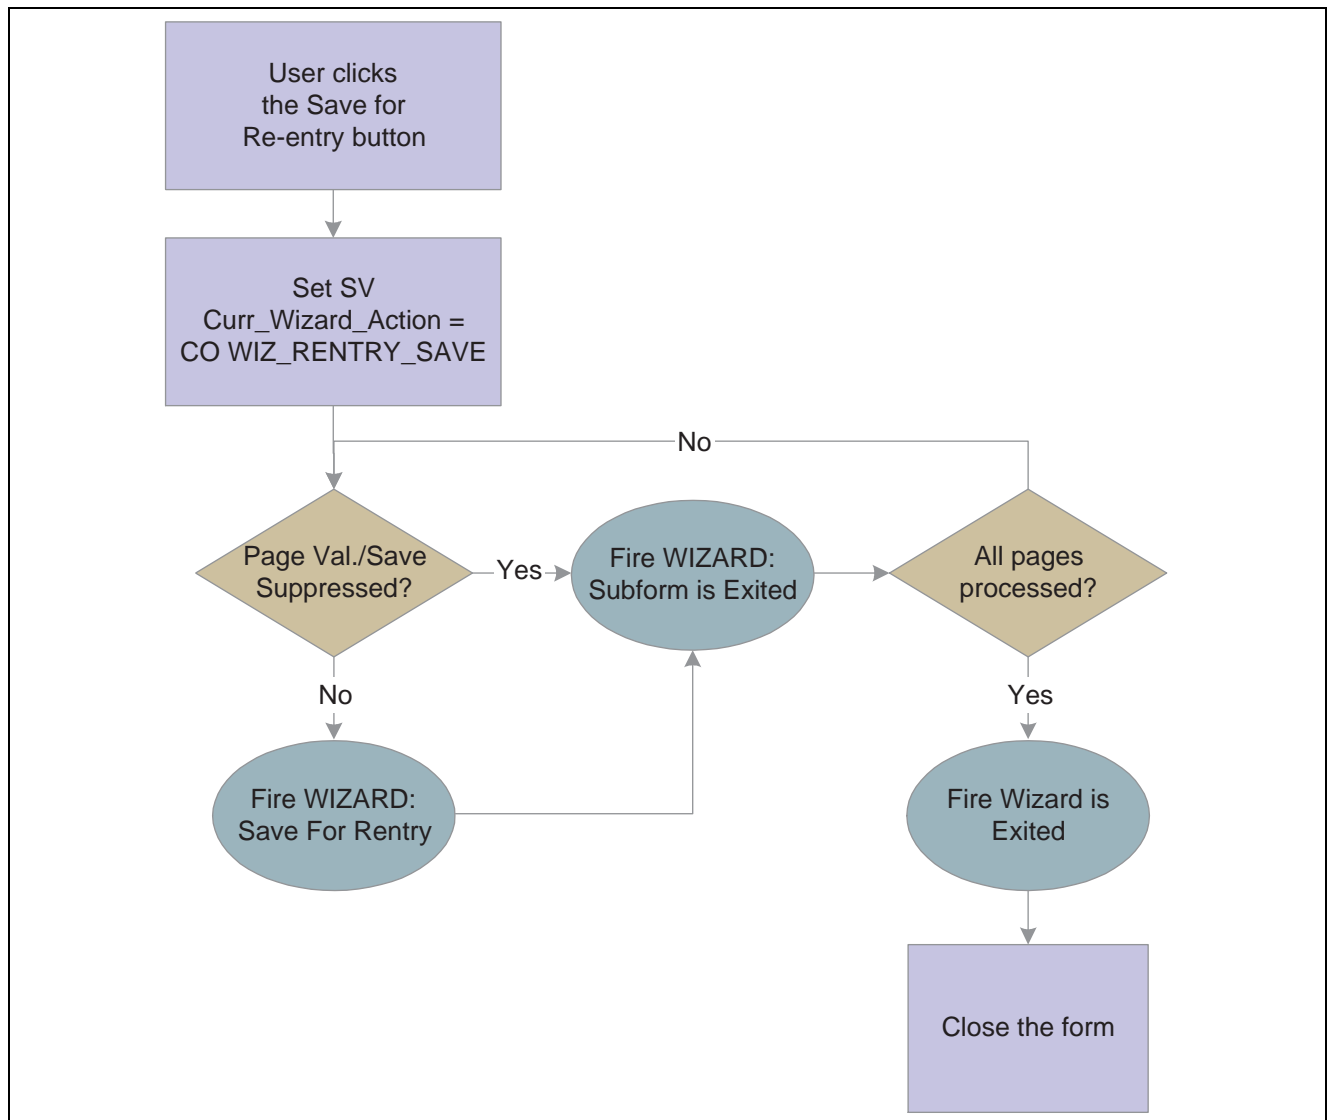 User clicks
the Save for
Re-entry button
Set SV
Curr_Wizard_Action =
CO WIZ_RENTRY_SAVE
No
Page Val./Save
Suppressed?
Yes
Fire WIZARD:
Subform is Exited
All pages
processed?
No
Yes
Fire WIZARD:
Save For Rentry
Fire Wizard is
Exited
Close the form